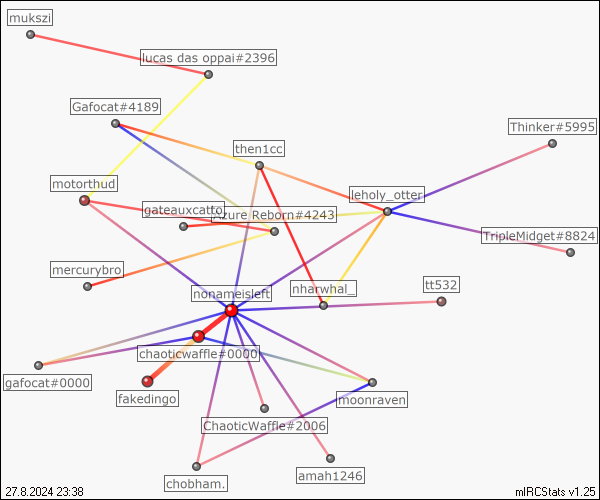 mukszi
lucas das oppai#2396
Gafocat#4189
Thinker#5995
then1cc
motorthud
leholy_otter
gateauxcatto
Azure Reborn#4243
TripleMidget#8824
mercurybro
nonameisleft
nharwhal_
tt532
chaoticwaffle#0000
gafocat#0000
fakedingo
moonraven
ChaoticWaffle#2006
chobham.
amah1246
27.8.2024 23:38
mIRCStats v1.25